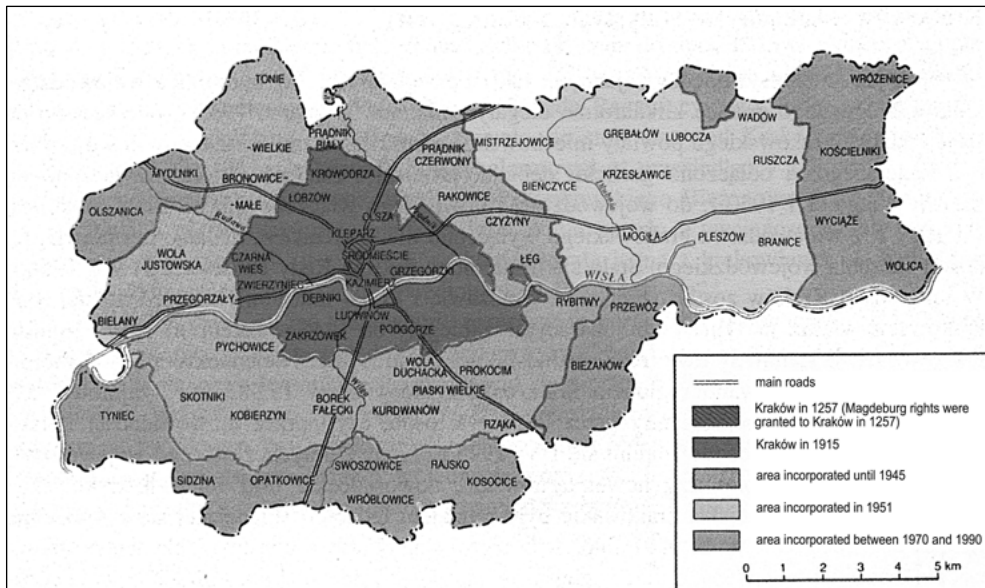 TONIE
WRÓŻENICE
WADÓW
PRĄDNIK
BIAŁY
GRĘBAŁÓW
LUBOCZA
-WIELKIE
PRĄDNIK
CZERWONY
MISTRZEJOWICE
KOŚCIELNIKI
RUSZCZA
MYDLNIKI
BRONOWICE-
KROWODRZA
KRZESŁAWICE
BIEŃCZYCE
Dłubnia
-MAŁE
ŁOBZÓW
RAKOWICE
OLSZANICA
Rudawa
OLSZA
Prądnik
CZYŻYNY
WYCIĄŻE
KLEPARZ
MOGIŁA
PLESZÓW
BRANICE
WOLA
JUSTOWSKA
CZARNA
WIEŚ
ŚRÓDMIEŚCIE
GRZEGÓRZKI
ŁĘG
WISŁA
WOLICA
ZWIERZYNIEC
KAZIMIERZ
PRZEGORZAŁY
DĘBNIKI
RYBITWY
PRZEWÓZ
BIELANY
LUDWINÓW
ZAKRZÓWEK
PODGÓRZE
PYCHOWICE
WOLA
DUCHACKA
PROKOCIM
BIEŻANÓW
SKOTNIKI
Wilga
PIASKI WIELKIE
TYNIEC
KOBIERZYN
BOREK
FAŁĘCKI
KURDWANÓW
RŻĄKA
SWOSZOWICE
RAJSKO
SIDZINA
OPATKOWICE
KOSOCICE
WRÓBLOWICE
main roads
Kraków in 1257 (Magdeburg rights were
granted to Kraków in 1257)
Kraków in 1915
area incorporated until 1945
area incorporated in 1951
area incorporated between 1970 and 1990
0 1 2 3 4 5 km